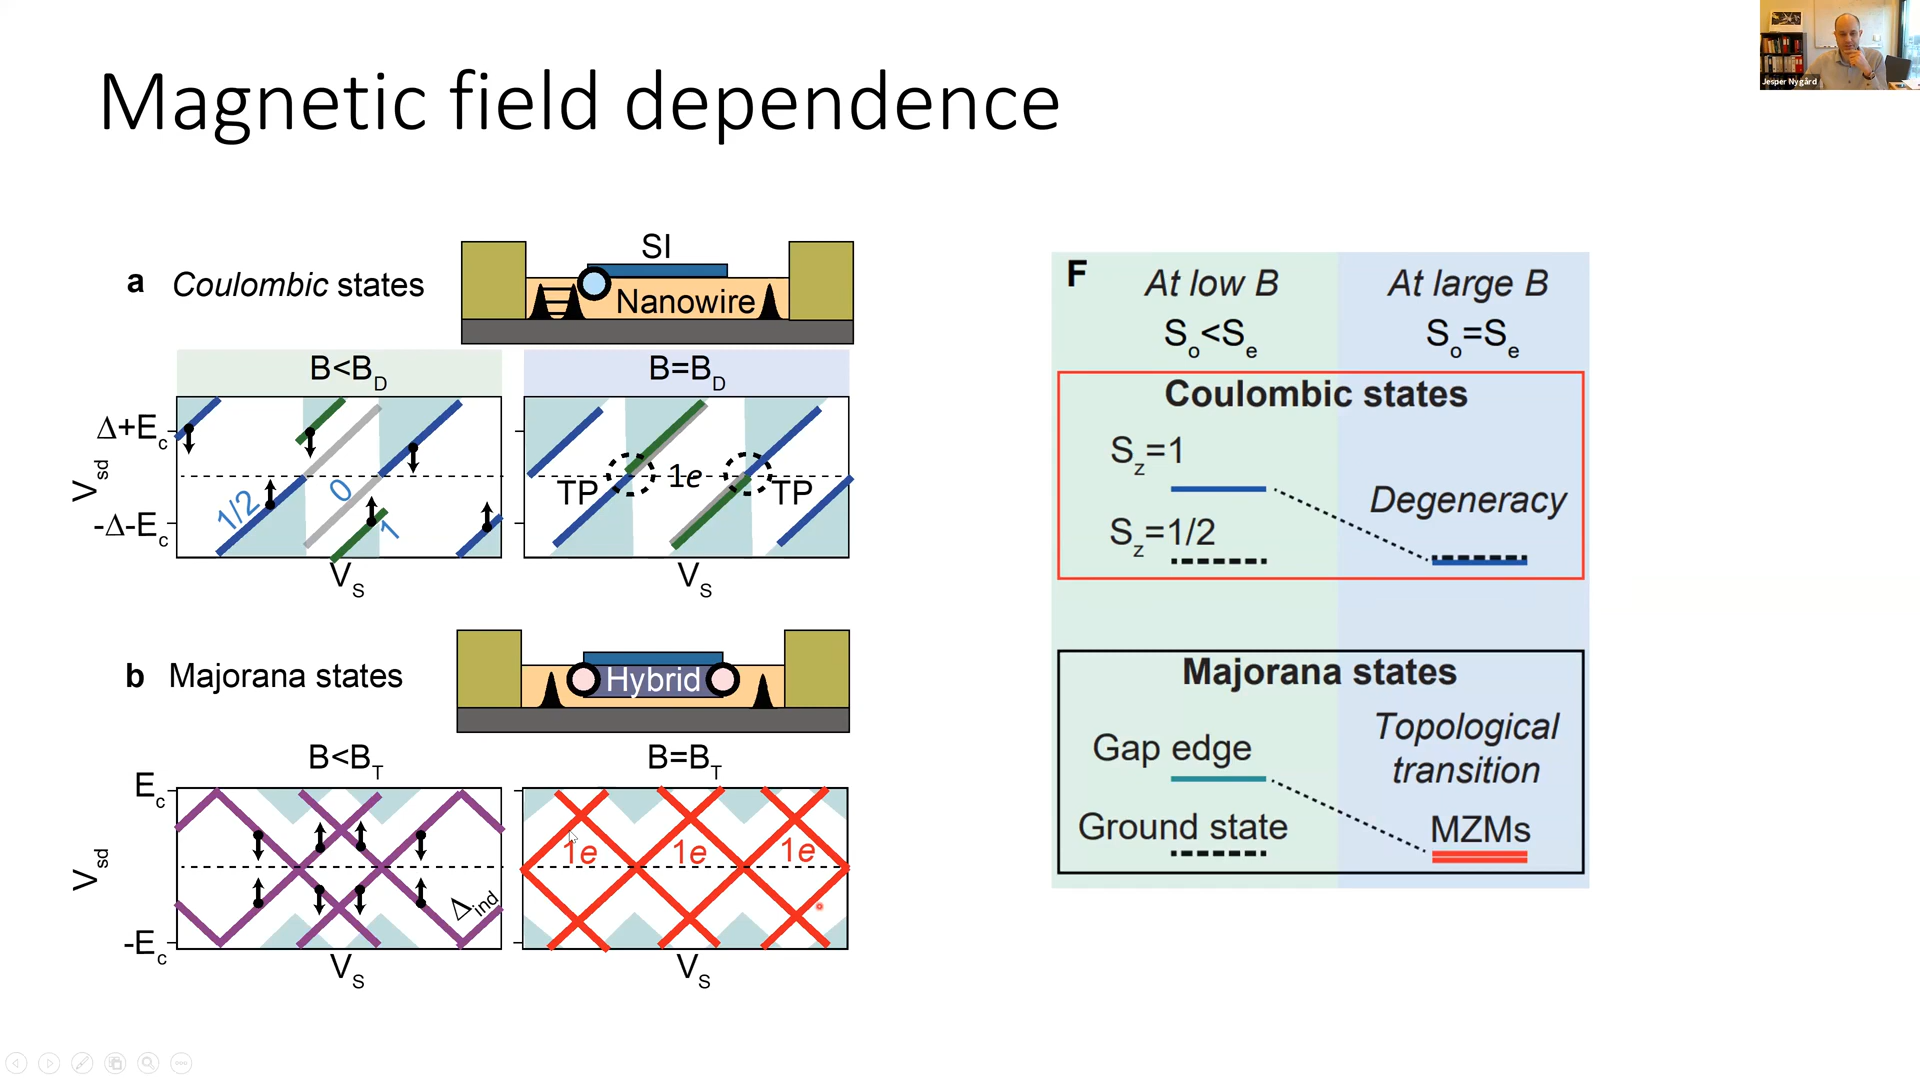 Jesper Nygård
Magnetic field dependence
a Coulombic states
SI
Nanowire
B<B_D
B=B_D
Δ+E_c
V_sd
-Δ-E_c
1/2
0
1
TP
1e
TP
V_S
V_S
b Majorana states
Hybrid
B<B_T
B=B_T
E_c
V_sd
-E_c
Δ_ind
1e
1e
1e
V_S
V_S
F
At low B
At large B
S_o<S_e
S_o=S_e
Coulombic states
S_z=1
Degeneracy
S_z=1/2
Majorana states
Topological
transition
Gap edge
Ground state
MZMs